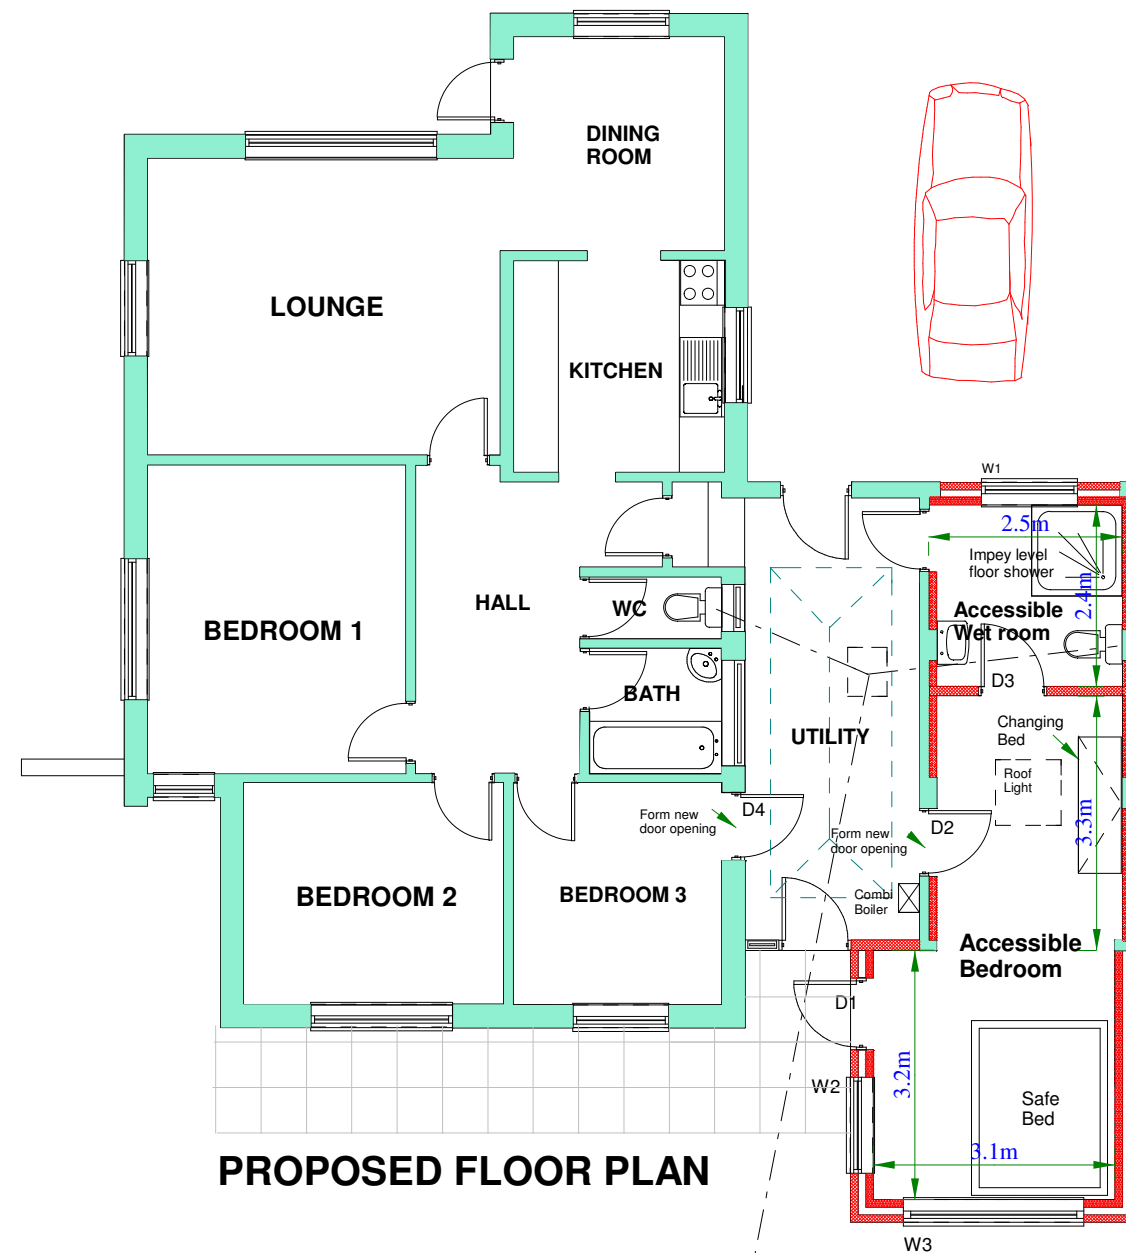 DINING
ROOM
LOUNGE
KITCHEN
W1
2.5m
Impey level
floor shower
2.4m
Accessible
Wet room
HALL
WC
BEDROOM 1
BATH
D3
Changing
Bed
UTILITY
Roof
Light
3.3m
D4
Form new
door opening
D2
Form new
door opening
BEDROOM 2
BEDROOM 3
Combi
Boiler
Accessible
Bedroom
D1
3.2m
W2
Safe
Bed
3.1m
PROPOSED FLOOR PLAN
W3